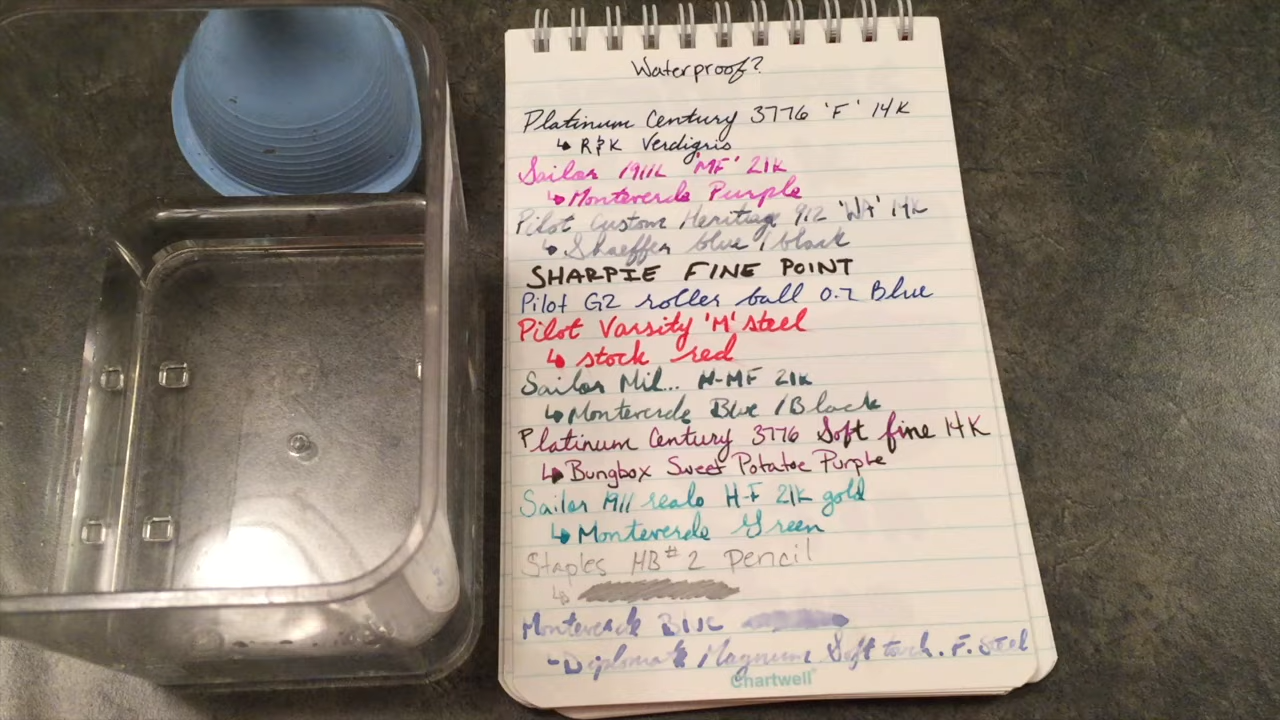 Waterproof?
Platinum Century 3776 'F' 14K
↳ R&K Verdigris
Sailor 1911L 'MF' 21K
↳ Monteverde Purple
Pilot Custom Heritage 912 'WA' 14K
↳ Shaeffer blue / black
SHARPIE FINE POINT
Pilot G2 roller ball 0.7 Blue
Pilot Varsity 'M' steel
↳ stock red
Sailor Mil... H-MF 21K
↳ Monteverde Blue / Black
Platinum Century 3776 Soft fine 14K
↳ Bungbox Sweet Potatoe Purple
Sailor 1911 realo H-F 21K gold
↳ Monteverde Green
Staples HB #2 Pencil
↳
Monteverde Blue
↳ Diplomat Magnum Soft touch. F. Steel
Chartwell